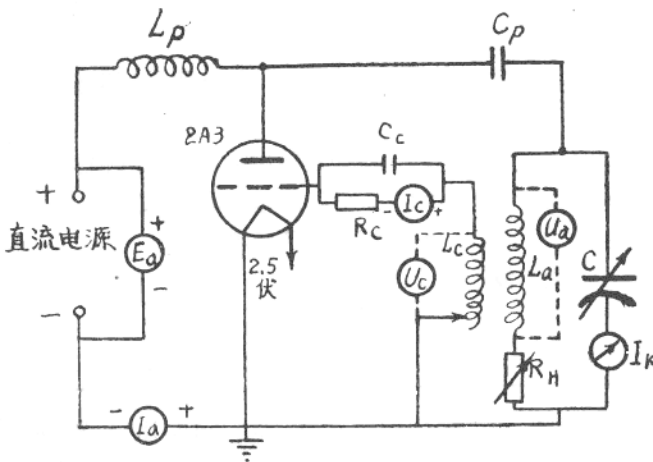 Lp
Cp
2A3
Cc
+
Rc
-
Ic
+
直流电源
Ea
+
-
2.5
伏
Uc
Lc
La
Ua
C
-
-
Ia
+
RH
IK